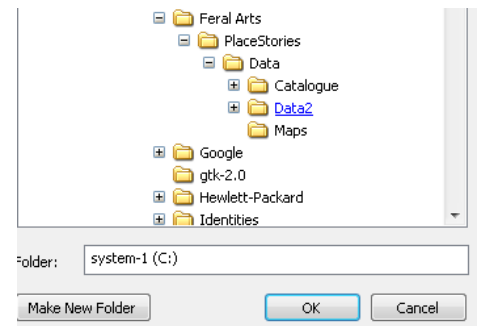 Feral Arts
PlaceStories
Data
Catalogue
Data2
Maps
Google
gtk-2.0
Hewlett-Packard
Identities
Folder:
system-1 (C:)
Make New Folder
OK
Cancel